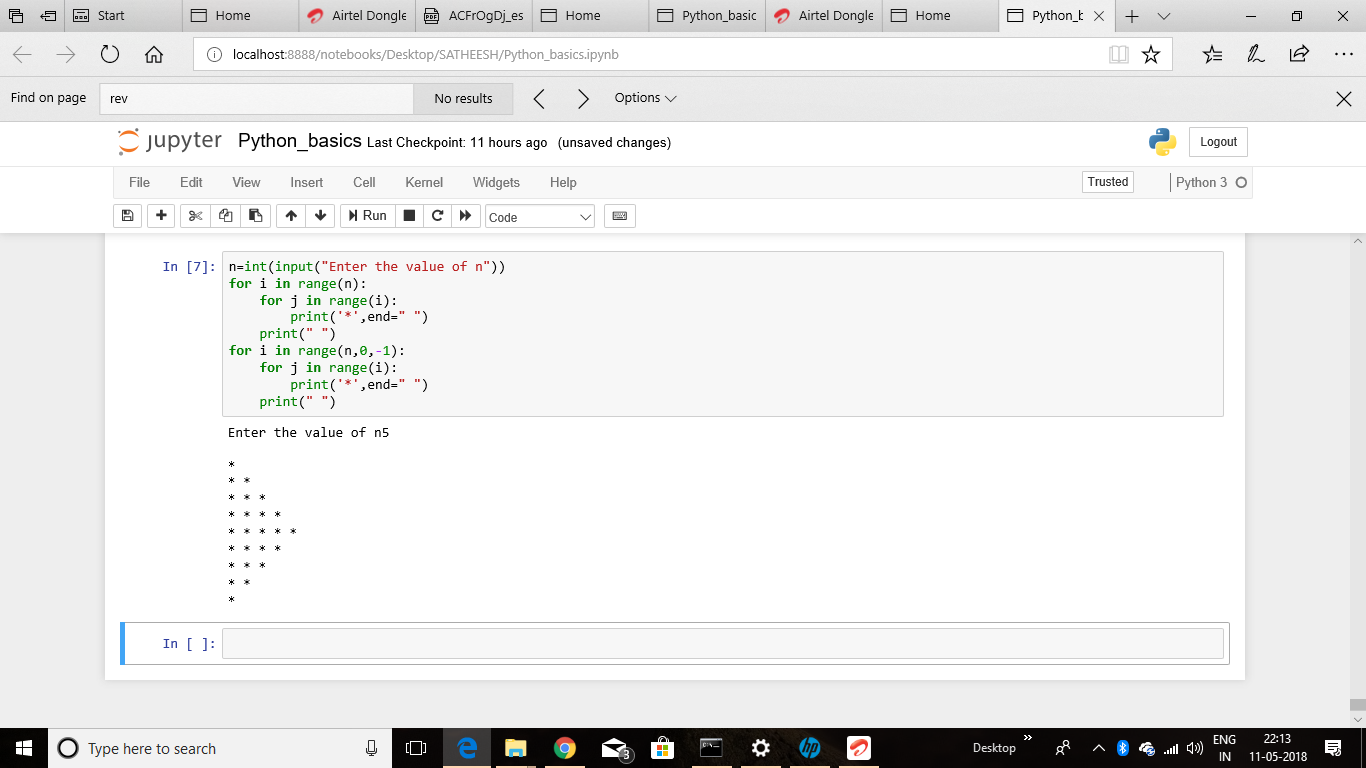 Start Home Airtel Dongle ACFrOgDj_es Home Python_basic Airtel Dongle Home Python_b
localhost:8888/notebooks/Desktop/SATHEESH/Python_basics.ipynb
Find on page rev No results Options
jupyter Python_basics Last Checkpoint: 11 hours ago (unsaved changes) Logout
File Edit View Insert Cell Kernel Widgets Help Trusted Python 3
Run Code
In [7]: n=int(input("Enter the value of n"))
for i in range(n):
    for j in range(i):
        print('*',end=" ")
    print(" ")
for i in range(n,0,-1):
    for j in range(i):
        print('*',end=" ")
    print(" ")
Enter the value of n5
*
* *
* * *
* * * *
* * * * *
* * * *
* * *
* *
*
In [ ]:
Type here to search 3 Desktop ENG 22:13
IN 11-05-2018